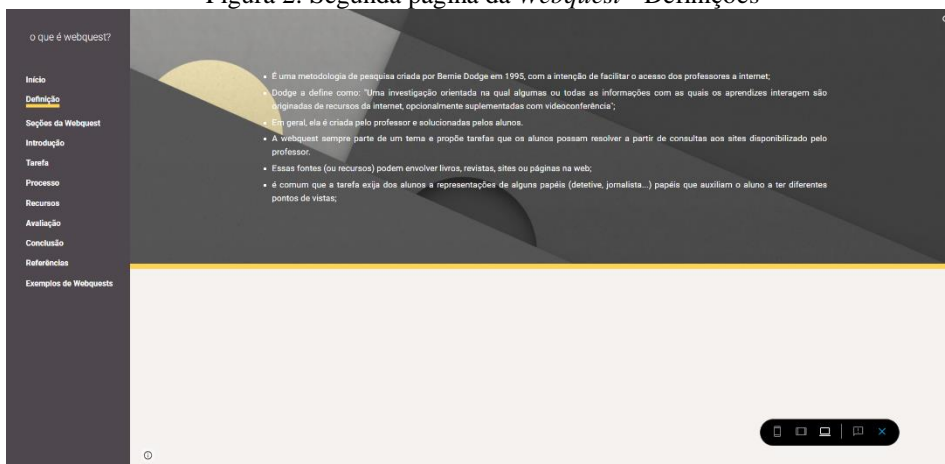 Figura 2: Segunda página da Webquest - Definições
o que é webquest?
Início
Definição
Seções da Webquest
Introdução
Tarefa
Processo
Recursos
Avaliação
Conclusão
Referências
Exemplos de Webquests
• É uma metodologia de pesquisa criada por Bernie Dodge em 1995, com a intenção de facilitar o acesso dos professores a internet;
• Dodge a define como: "Uma investigação orientada na qual algumas ou todas as informações com as quais os aprendizes interagem são
originadas de recursos da internet, opcionalmente suplementadas com videoconferência";
• Em geral, ela é criada pelo professor e solucionadas pelos alunos.
• A webquest sempre parte de um tema e propõe tarefas que os alunos possam resolver a partir de consultas aos sites disponibilizado pelo
professor.
• Essas fontes (ou recursos) podem envolver livros, revistas, sites ou páginas na web;
• é comum que a tarefa exija dos alunos a representações de alguns papéis (detetive, jornalista...) papéis que auxiliam o aluno a ter diferentes
pontos de vistas;